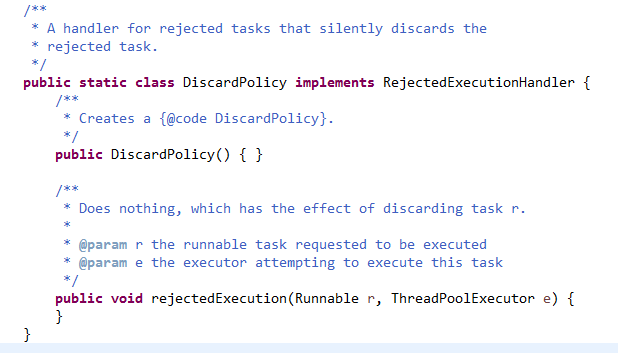 /**
 * A handler for rejected tasks that silently discards the
 * rejected task.
 */
public static class DiscardPolicy implements RejectedExecutionHandler {
    /**
     * Creates a {@code DiscardPolicy}.
     */
    public DiscardPolicy() { }

    /**
     * Does nothing, which has the effect of discarding task r.
     *
     * @param r the runnable task requested to be executed
     * @param e the executor attempting to execute this task
     */
    public void rejectedExecution(Runnable r, ThreadPoolExecutor e) {
    }
}